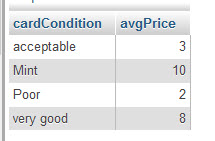 cardCondition avgPrice
acceptable 3
Mint 10
Poor 2
very good 8